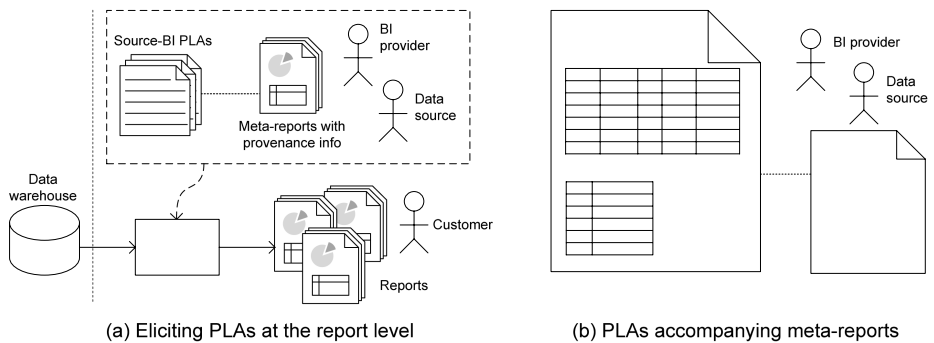 Source-BI PLAs
BI
provider
Data
source
Meta-reports with
provenance info
Data
warehouse
Customer
Reports
(a) Eliciting PLAs at the report level
BI provider
Data
source
(b) PLAs accompanying meta-reports